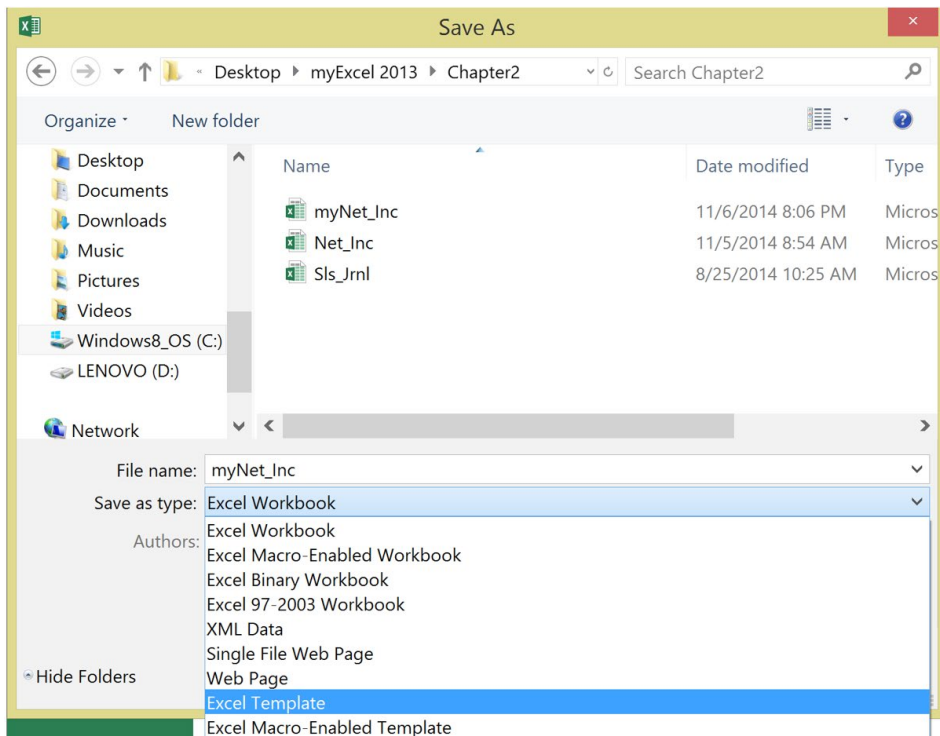 Save As
« Desktop myExcel 2013 Chapter2 Search Chapter2
Organize New folder
Name Date modified Type
Desktop
Documents
Downloads
Music
Pictures
Videos
Windows8_OS (C:)
LENOVO (D:)
Network
myNet_Inc 11/6/2014 8:06 PM Micros
Net_Inc 11/5/2014 8:54 AM Micros
Sls_Jrnl 8/25/2014 10:25 AM Micros
File name: myNet_Inc
Save as type: Excel Workbook
Authors:
Excel Workbook
Excel Macro-Enabled Workbook
Excel Binary Workbook
Excel 97-2003 Workbook
XML Data
Single File Web Page
Web Page
Excel Template
Excel Macro-Enabled Template
Hide Folders